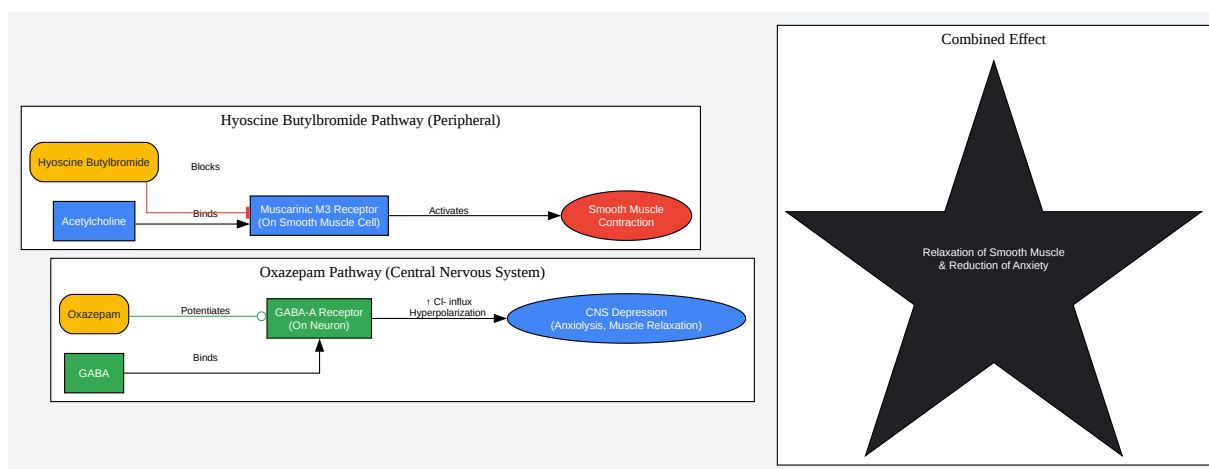 Combined Effect
Hyoscine Butylbromide Pathway (Peripheral)
Hyoscine Butylbromide
Blocks
Acetylcholine
Binds
Muscarinic M3 Receptor
(On Smooth Muscle Cell)
Activates
Smooth Muscle
Contraction
Oxazepam Pathway (Central Nervous System)
Oxazepam
Potentiates
GABA-A Receptor
(On Neuron)
↑ Cl- influx
Hyperpolarization
CNS Depression
(Anxiolysis, Muscle Relaxation)
GABA
Binds
Relaxation of Smooth Muscle
& Reduction of Anxiety